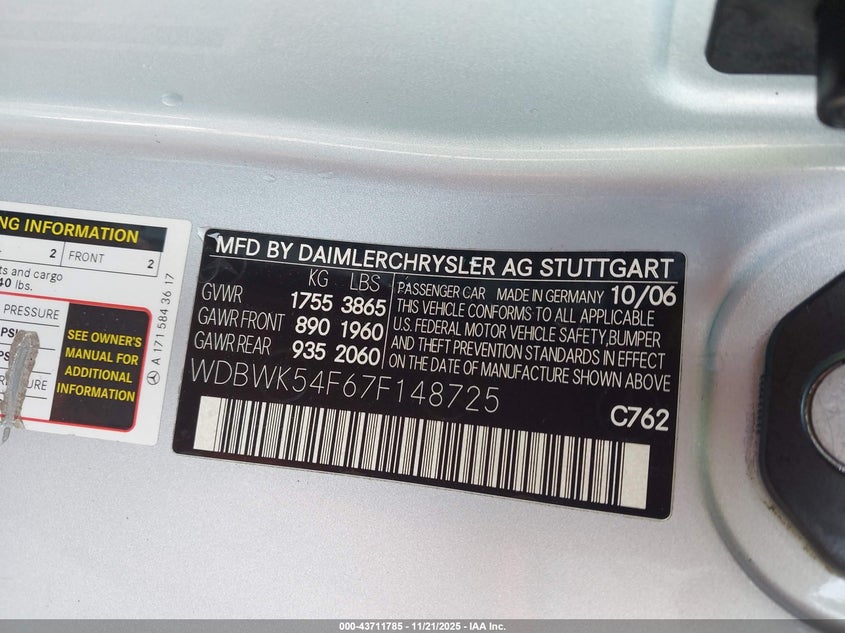 NG INFORMATION
2 FRONT 2
ts and cargo
40 lbs.
PRESSURE
SEE OWNER'S
MANUAL FOR
ADDITIONAL
INFORMATION
A 171 584 36 17
MFD BY DAIMLERCHRYSLER AG STUTTGART
KG LBS
GVWR 1755 3865
GAWR FRONT 890 1960
GAWR REAR 935 2060
PASSENGER CAR MADE IN GERMANY 10/06
THIS VEHICLE CONFORMS TO ALL APPLICABLE
U.S. FEDERAL MOTOR VEHICLE SAFETY,BUMPER
AND THEFT PREVENTION STANDARDS IN EFFECT
ON THE DATE OF MANUFACTURE SHOWN ABOVE
WDBWK54F67F148725
C762
000-43711785 - 11/21/2025 - IAA Inc.